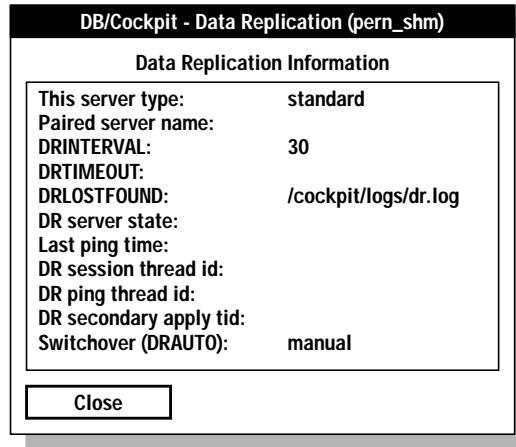 DB/Cockpit - Data Replication (pern_shm)
Data Replication Information
This server type: standard
Paired server name:
DRINTERVAL: 30
DRTIMEOUT:
DRLOSTFOUND: /cockpit/logs/dr.log
DR server state:
Last ping time:
DR session thread id:
DR ping thread id:
DR secondary apply tid:
Switchover (DRAUTO): manual
Close